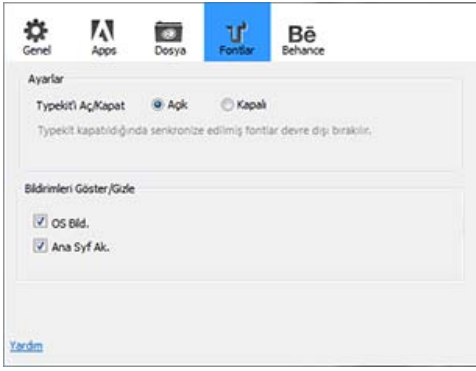 Genel Apps Dosya Fontlar Bē Behance
Ayarlar
Typekit'i Aç/Kapat Açık Kapalı
Typekit kapatıldığında senkronize edilmiş fontlar devre dışı bırakılır.
Bildirimleri Göster/Gizle
OS Bild.
Ana Syf Ak.
Yardım